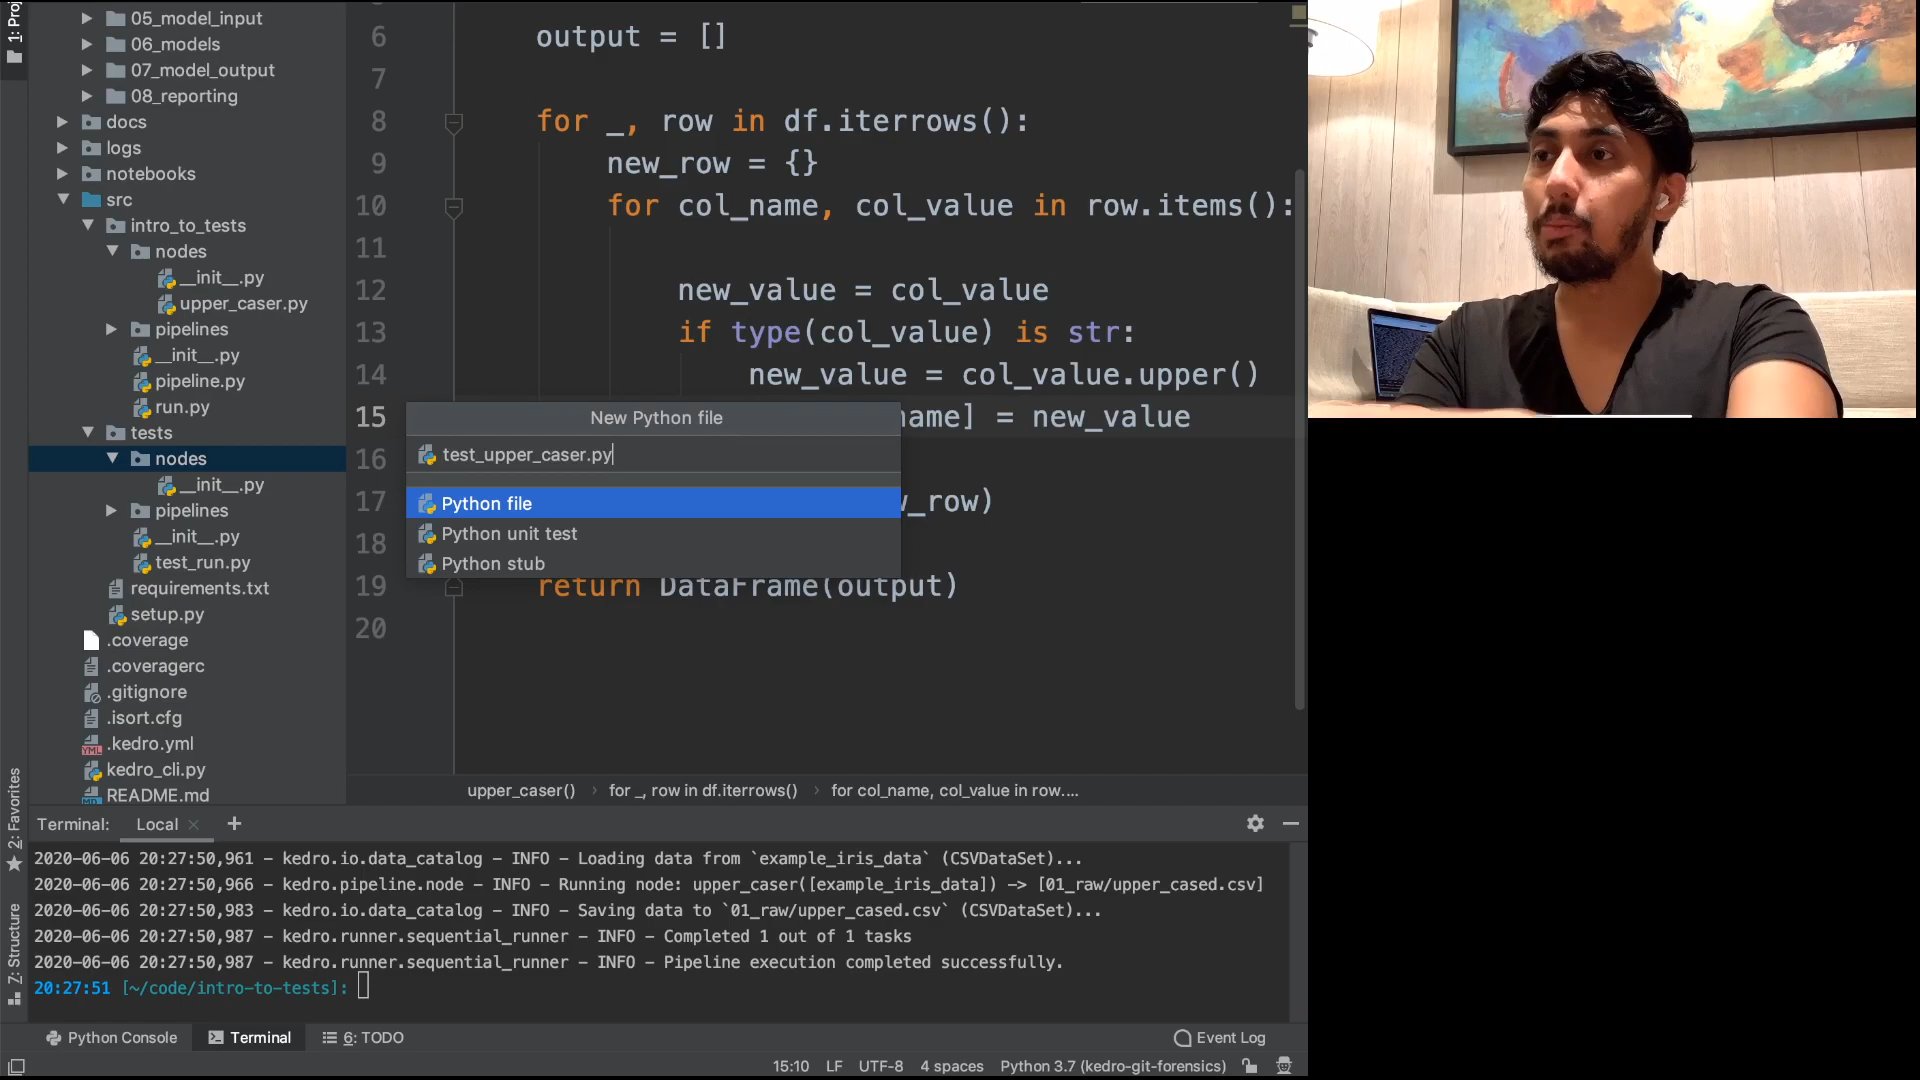 1: Proj
05_model_input
06_models
07_model_output
08_reporting
docs
logs
notebooks
src
intro_to_tests
nodes
__init__.py
upper_caser.py
pipelines
__init__.py
pipeline.py
run.py
tests
nodes
__init__.py
pipelines
__init__.py
test_run.py
requirements.txt
setup.py
.coverage
.coveragerc
.gitignore
.isort.cfg
.kedro.yml
kedro_cli.py
README.md
6 output = []
7
8 for _, row in df.iterrows():
9 new_row = {}
10 for col_name, col_value in row.items():
11
12 new_value = col_value
13 if type(col_value) is str:
14 new_value = col_value.upper()
15 name] = new_value
16
17 _row)
18
19 return DataFrame(output)
20
New Python file
test_upper_caser.py
Python file
Python unit test
Python stub
upper_caser() › for _, row in df.iterrows() › for col_name, col_value in row....
2: Favorites
Z: Structure
Terminal: Local × +
2020-06-06 20:27:50,961 - kedro.io.data_catalog - INFO - Loading data from `example_iris_data` (CSVDataSet)...
2020-06-06 20:27:50,966 - kedro.pipeline.node - INFO - Running node: upper_caser([example_iris_data]) -> [01_raw/upper_cased.csv]
2020-06-06 20:27:50,983 - kedro.io.data_catalog - INFO - Saving data to `01_raw/upper_cased.csv` (CSVDataSet)...
2020-06-06 20:27:50,987 - kedro.runner.sequential_runner - INFO - Completed 1 out of 1 tasks
2020-06-06 20:27:50,987 - kedro.runner.sequential_runner - INFO - Pipeline execution completed successfully.
20:27:51 [~/code/intro-to-tests]:
Python Console Terminal 6: TODO Event Log
15:10 LF UTF-8 4 spaces Python 3.7 (kedro-git-forensics)